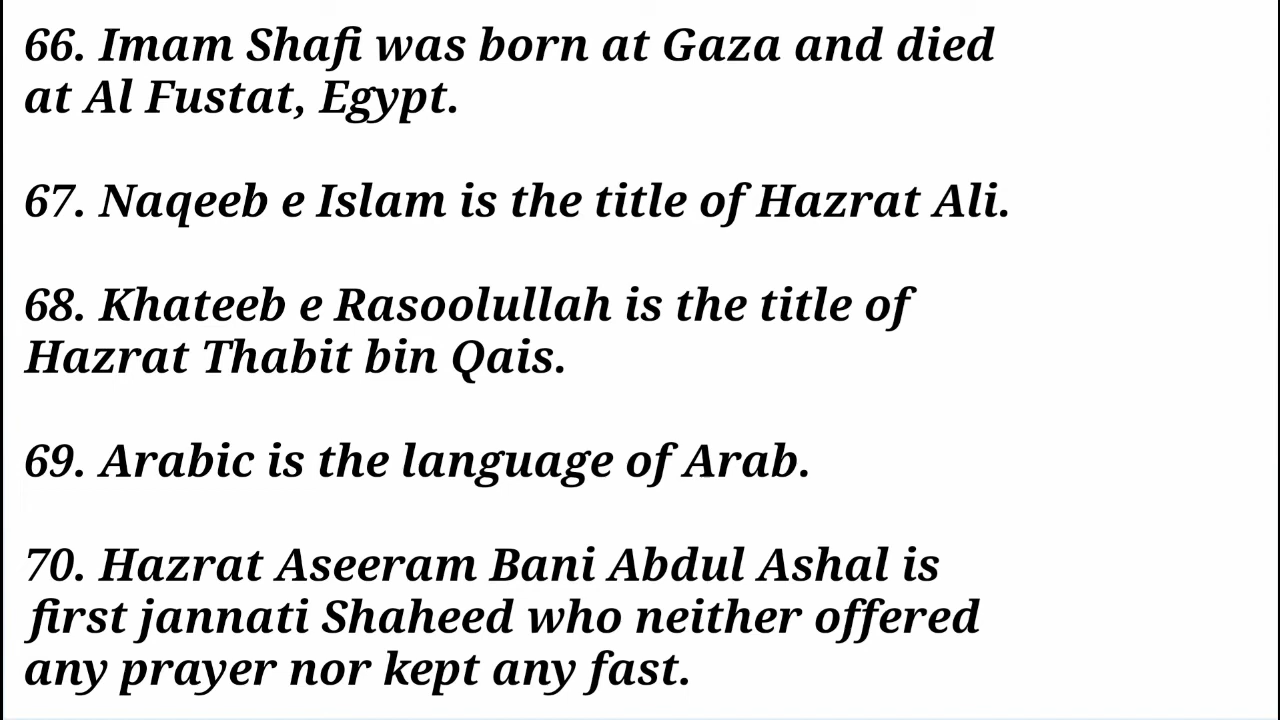 66. Imam Shafi was born at Gaza and died
at Al Fustat, Egypt.
67. Naqeeb e Islam is the title of Hazrat Ali.
68. Khateeb e Rasoolullah is the title of
Hazrat Thabit bin Qais.
69. Arabic is the language of Arab.
70. Hazrat Aseeram Bani Abdul Ashal is
first jannati Shaheed who neither offered
any prayer nor kept any fast.